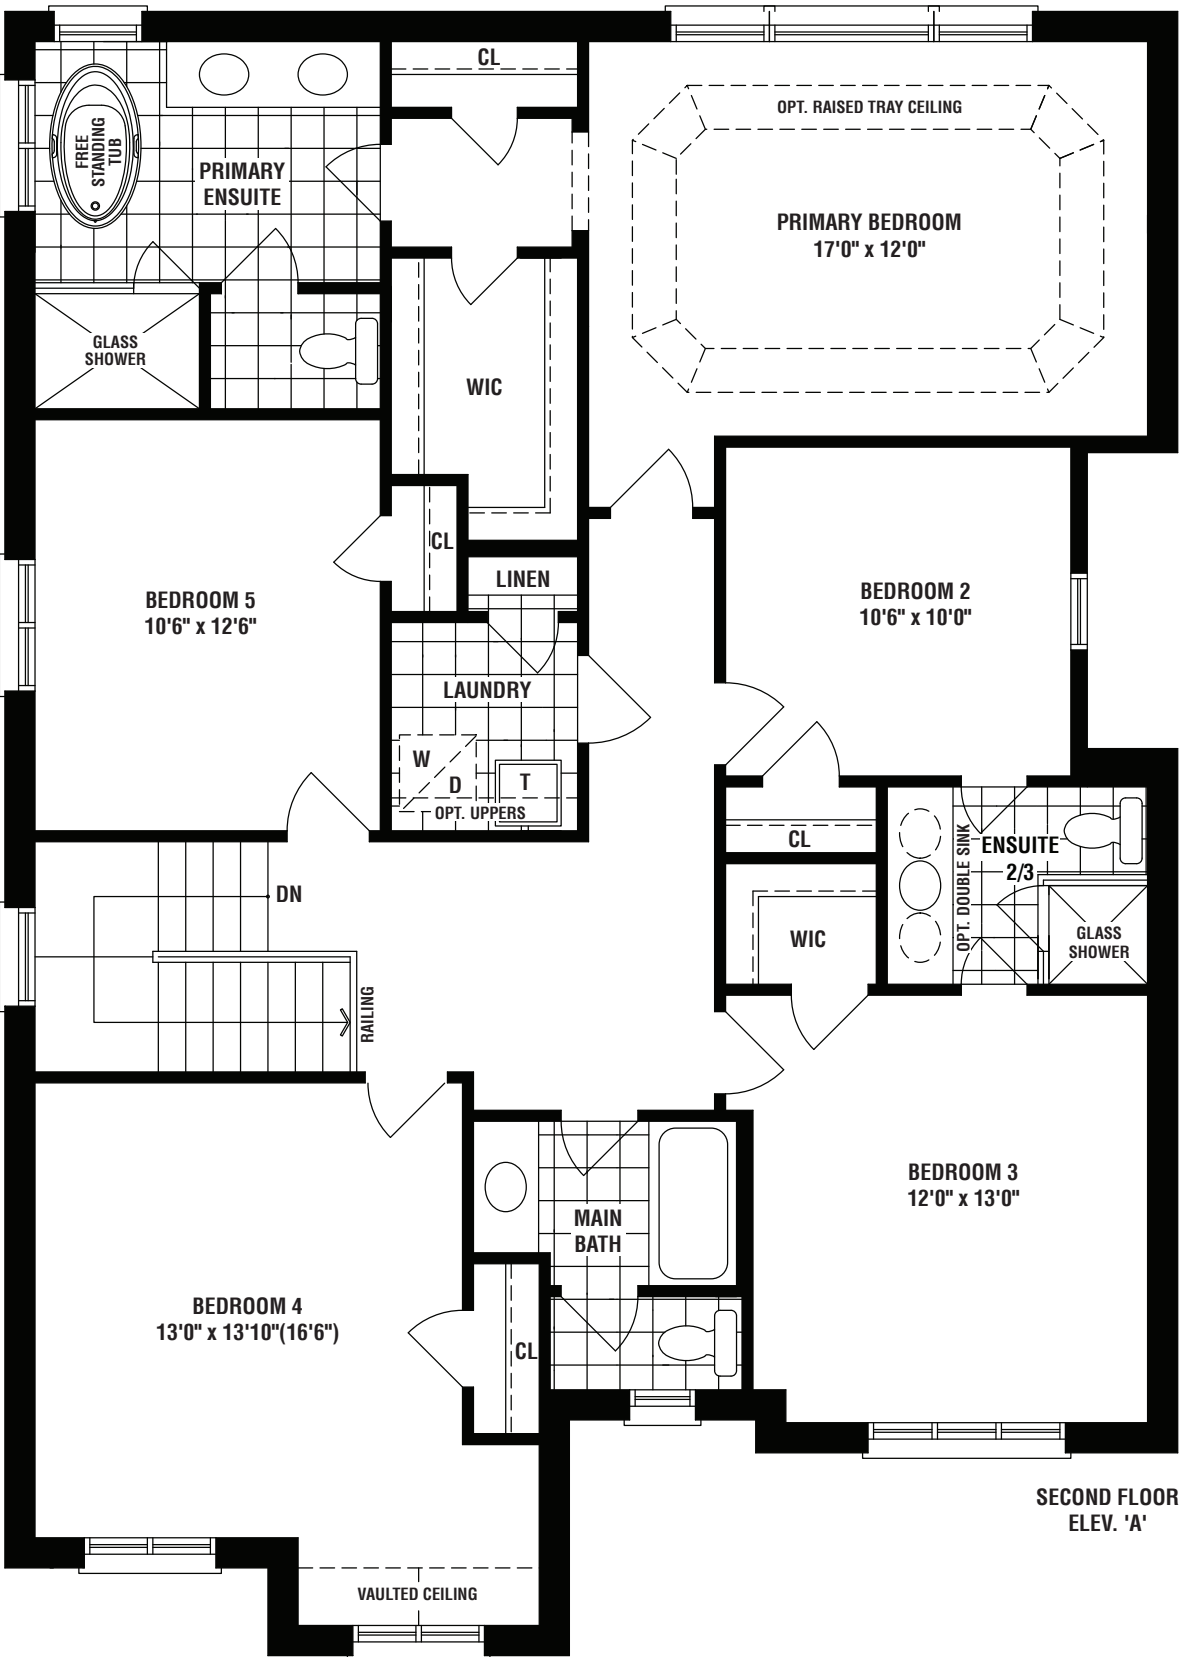 CL
OPT. RAISED TRAY CEILING
FREE
STANDING
TUB
PRIMARY
ENSUITE
PRIMARY BEDROOM
17'0" x 12'0"
GLASS
SHOWER
WIC
CL
LINEN
BEDROOM 5
10'6" x 12'6"
BEDROOM 2
10'6" x 10'0"
LAUNDRY
W
D
T
OPT. UPPERS
CL
OPT. DOUBLE SINK
ENSUITE
2/3
DN
WIC
GLASS
SHOWER
RAILING
BEDROOM 3
12'0" x 13'0"
MAIN
BATH
BEDROOM 4
13'0" x 13'10"(16'6")
CL
SECOND FLOOR
ELEV. 'A'
VAULTED CEILING